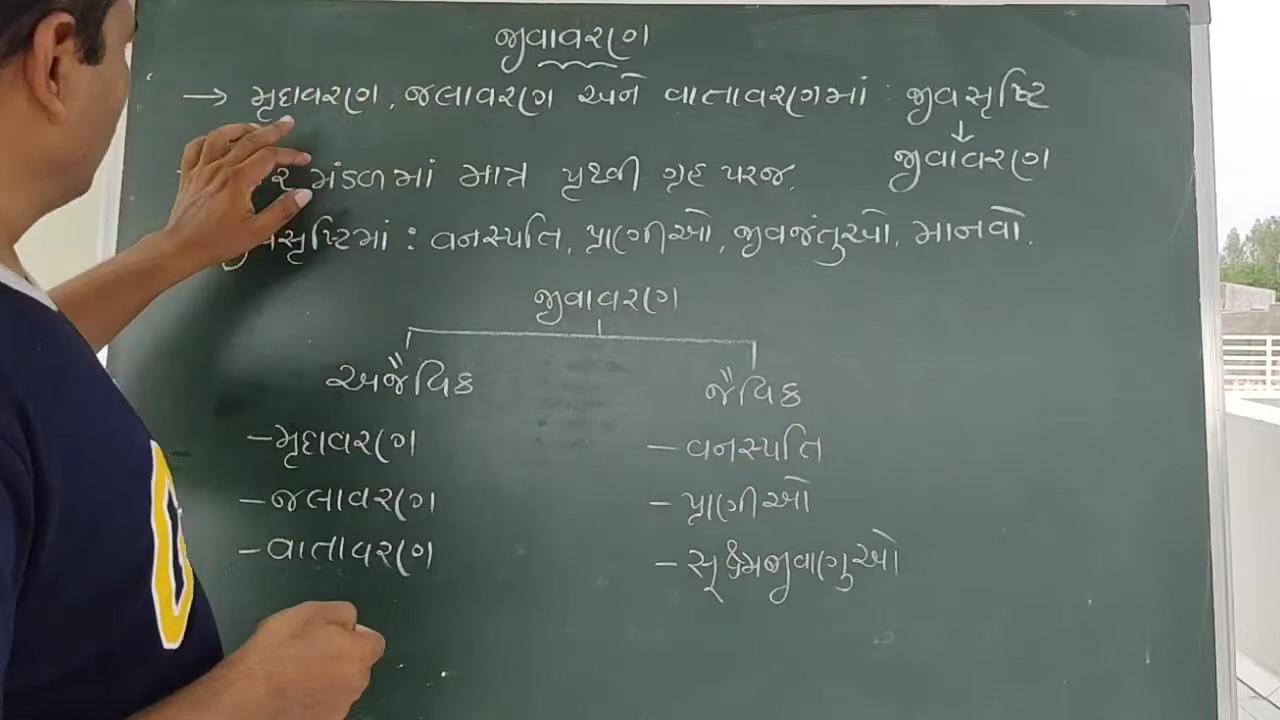 જીવાવરણ
→ મૃદાવરણ, જલાવરણ અને વાતાવરણમાં : જીવસૃષ્ટિ
↓
જીવાવરણ
મંડળમાં માત્ર પૃથ્વી ગ્રહ પરજ.
: વનસ્પતિ, પ્રાણીઓ, જીવજંતુઓ, માનવો.
જીવાવરણ
અજૈવિક જૈવિક
- મૃદાવરણ - વનસ્પતિ
- જલાવરણ - પ્રાણીઓ
- વાતાવરણ - સૂક્ષ્મજીવાણુઓ